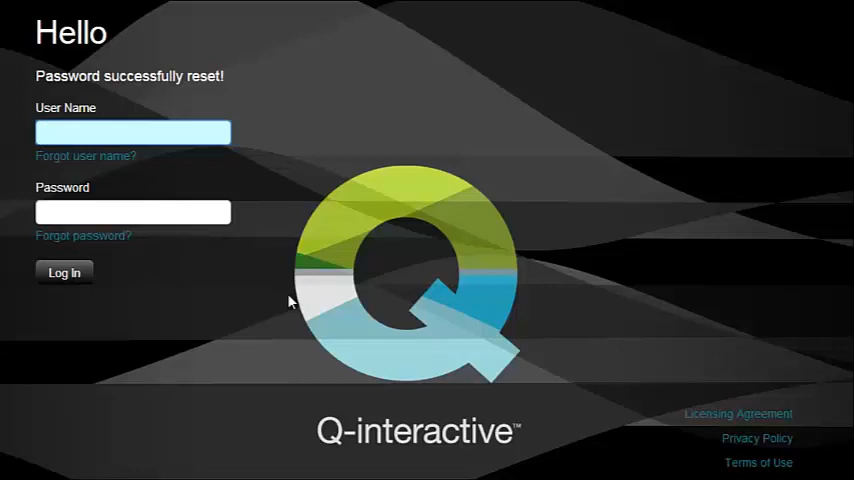 Hello
Password successfully reset!
User Name
Forgot user name?
Password
Forgot password?
Log In
Q-interactive™
Licensing Agreement
Privacy Policy
Terms of Use